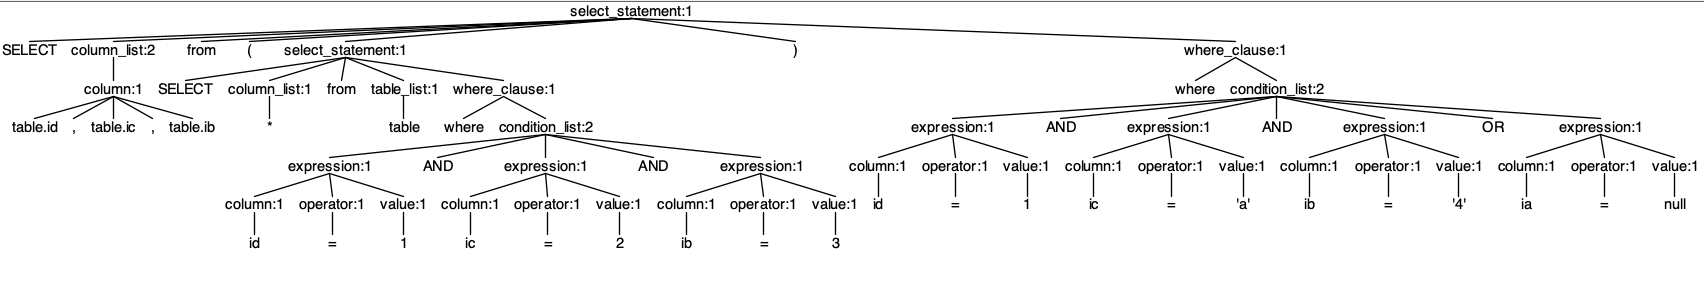 select_statement:1
SELECT column_list:2 from ( select_statement:1 ) where_clause:1
column:1 SELECT column_list:1 from table_list:1 where_clause:1 where condition_list:2
table.id , table.ic , table.ib * table where condition_list:2 expression:1 AND expression:1 AND expression:1 OR expression:1
expression:1 AND expression:1 AND expression:1 column:1 operator:1 value:1 column:1 operator:1 value:1 column:1 operator:1 value:1 column:1 operator:1 value:1
column:1 operator:1 value:1 column:1 operator:1 value:1 column:1 operator:1 value:1 id = 1 ic = 'a' ib = '4' ia = null
id = 1 ic = 2 ib = 3